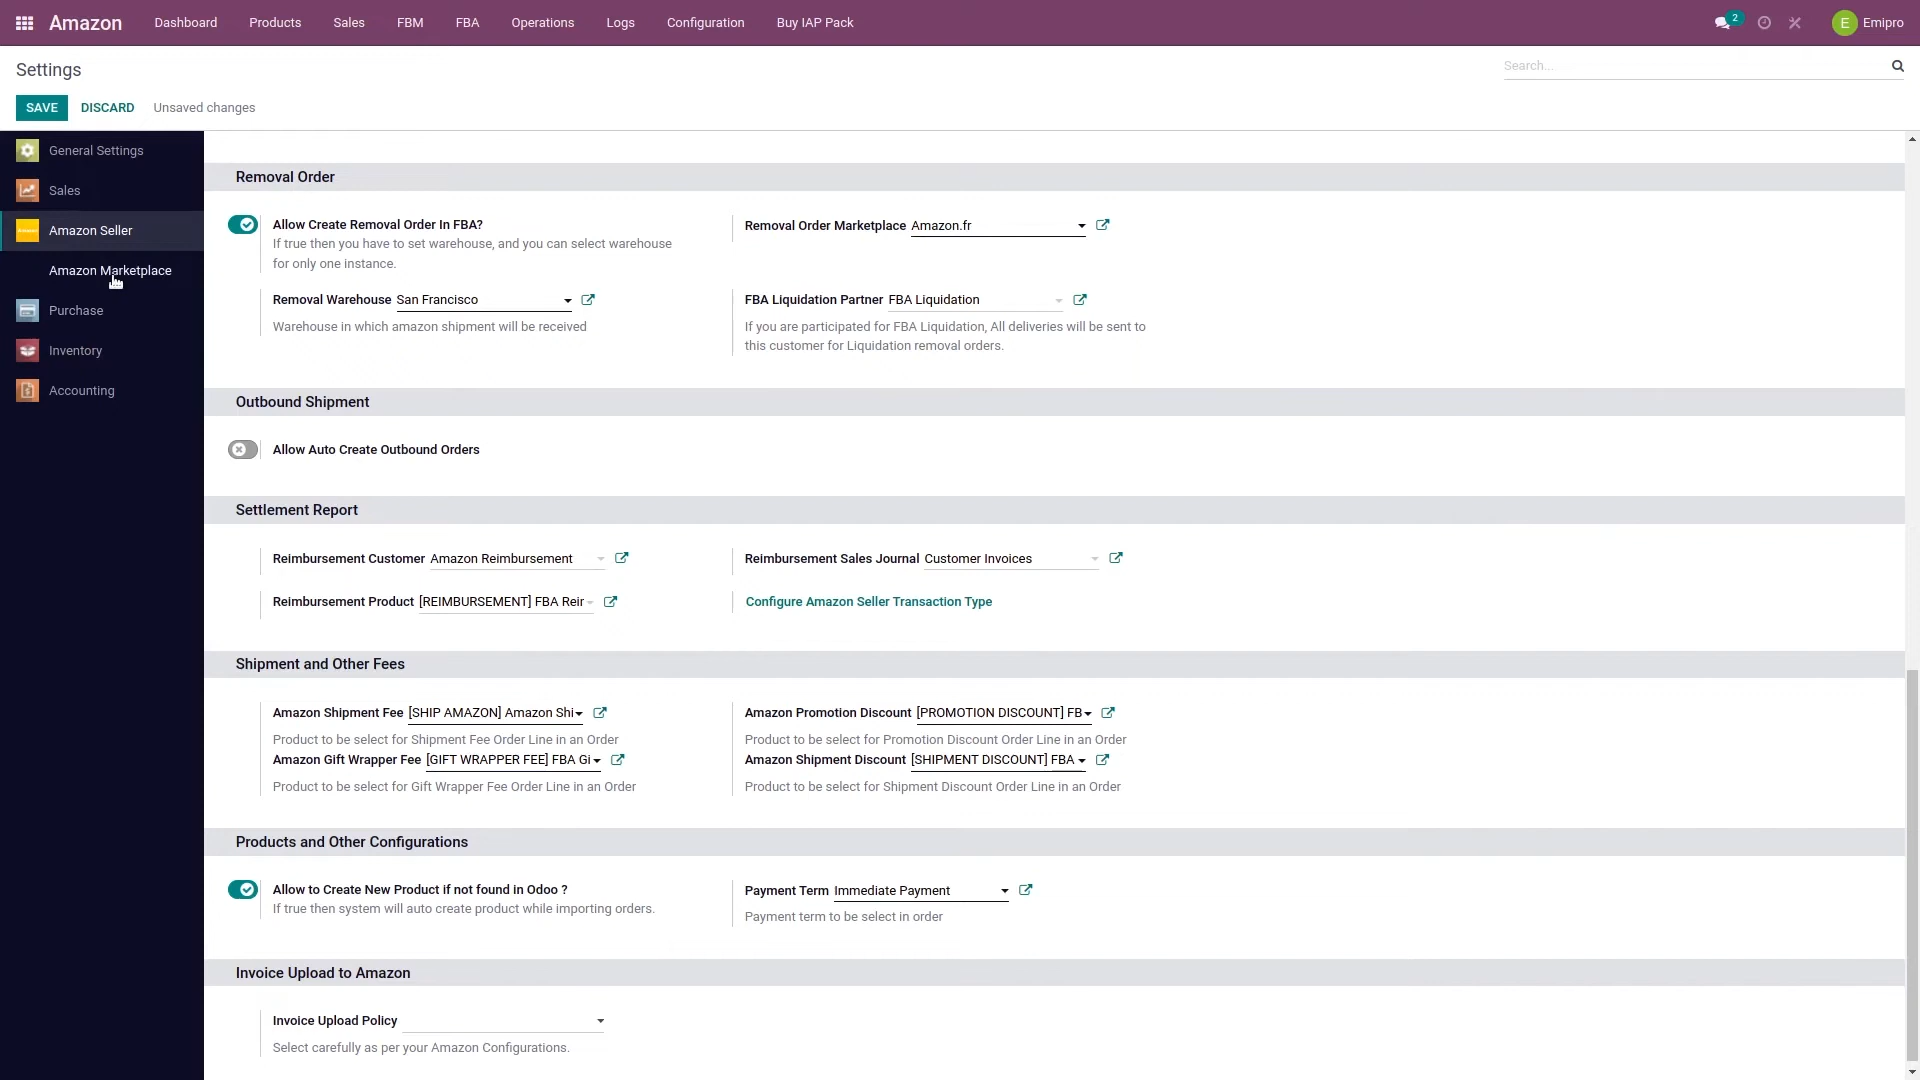 Amazon Dashboard Products Sales FBM FBA Operations Logs Configuration Buy IAP Pack 2 E Emipro
Settings Search...
SAVE DISCARD Unsaved changes
General Settings
Sales
Amazon Seller
Amazon Marketplace
Purchase
Inventory
Accounting
Removal Order
Allow Create Removal Order In FBA?
If true then you have to set warehouse, and you can select warehouse
for only one instance.
Removal Order Marketplace Amazon.fr
Removal Warehouse San Francisco
Warehouse in which amazon shipment will be received
FBA Liquidation Partner FBA Liquidation
If you are participated for FBA Liquidation, All deliveries will be sent to
this customer for Liquidation removal orders.
Outbound Shipment
Allow Auto Create Outbound Orders
Settlement Report
Reimbursement Customer Amazon Reimbursement
Reimbursement Sales Journal Customer Invoices
Reimbursement Product [REIMBURSEMENT] FBA Reir
Configure Amazon Seller Transaction Type
Shipment and Other Fees
Amazon Shipment Fee [SHIP AMAZON] Amazon Shi
Product to be select for Shipment Fee Order Line in an Order
Amazon Promotion Discount [PROMOTION DISCOUNT] FB
Product to be select for Promotion Discount Order Line in an Order
Amazon Gift Wrapper Fee [GIFT WRAPPER FEE] FBA Gi
Product to be select for Gift Wrapper Fee Order Line in an Order
Amazon Shipment Discount [SHIPMENT DISCOUNT] FBA
Product to be select for Shipment Discount Order Line in an Order
Products and Other Configurations
Allow to Create New Product if not found in Odoo ?
If true then system will auto create product while importing orders.
Payment Term Immediate Payment
Payment term to be select in order
Invoice Upload to Amazon
Invoice Upload Policy
Select carefully as per your Amazon Configurations.